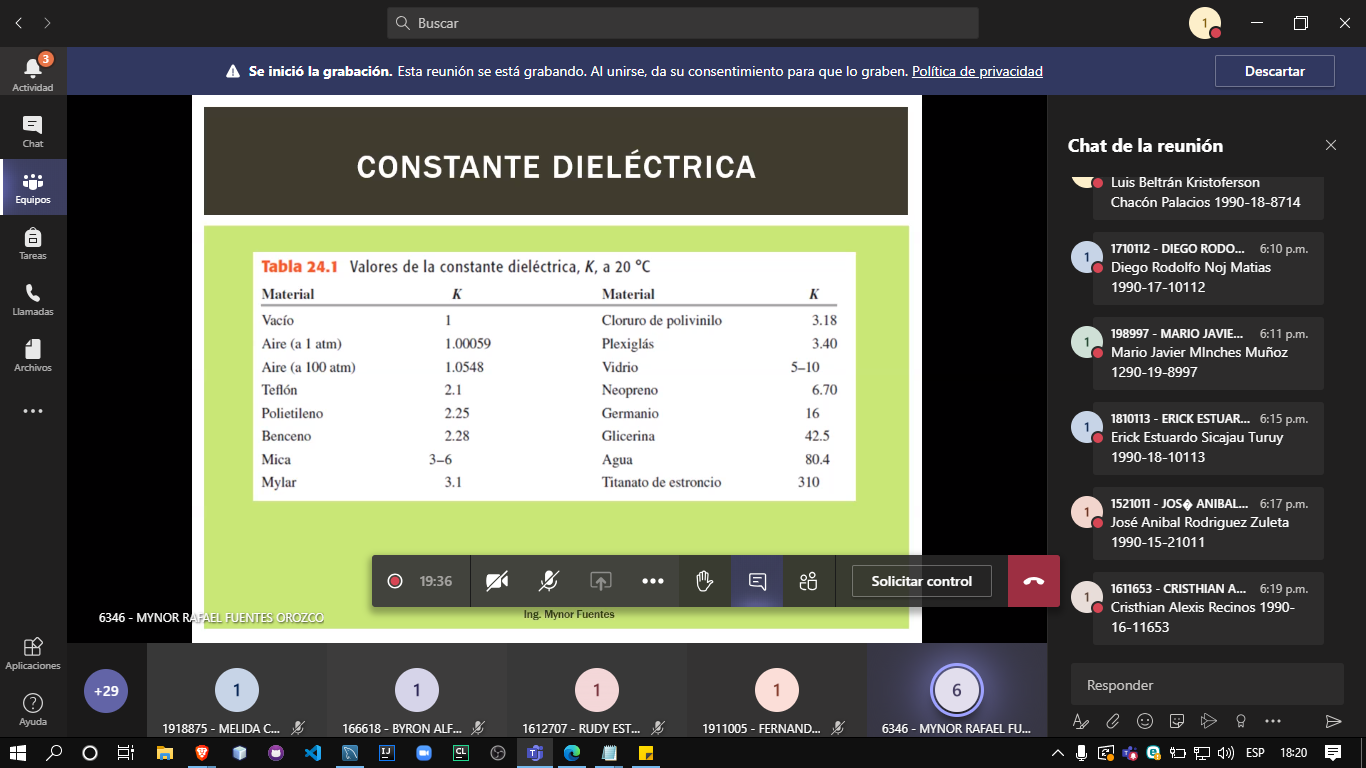 Buscar
1
3
Actividad
Chat
Equipos
Tareas
Llamadas
Archivos
Aplicaciones
Ayuda
Se inició la grabación. Esta reunión se está grabando. Al unirse, da su consentimiento para que lo graben. Política de privacidad
Descartar
CONSTANTE DIELÉCTRICA
Tabla 24.1 Valores de la constante dieléctrica, K, a 20 °C
Material K Material K
Vacío 1 Cloruro de polivinilo 3.18
Aire (a 1 atm) 1.00059 Plexiglás 3.40
Aire (a 100 atm) 1.0548 Vidrio 5–10
Teflón 2.1 Neopreno 6.70
Polietileno 2.25 Germanio 16
Benceno 2.28 Glicerina 42.5
Mica 3–6 Agua 80.4
Mylar 3.1 Titanato de estroncio 310
19:36
Solicitar control
Ing. Mynor Fuentes
6346 - MYNOR RAFAEL FUENTES OROZCO
+29
1
1918875 - MELIDA C...
1
166618 - BYRON ALF...
1
1612707 - RUDY EST...
1
1911005 - FERNAND...
6
6346 - MYNOR RAFAEL FU...
Chat de la reunión
Luis Beltrán Kristoferson
Chacón Palacios 1990-18-8714
1
1710112 - DIEGO RODO... 6:10 p.m.
Diego Rodolfo Noj Matias
1990-17-10112
1
198997 - MARIO JAVIE... 6:11 p.m.
Mario Javier MInches Muñoz
1290-19-8997
1
1810113 - ERICK ESTUAR... 6:15 p.m.
Erick Estuardo Sicajau Turuy
1990-18-10113
1
1521011 - JOS� ANIBAL... 6:17 p.m.
José Anibal Rodriguez Zuleta
1990-15-21011
1
1611653 - CRISTHIAN A... 6:19 p.m.
Cristhian Alexis Recinos 1990-
16-11653
Responder
ESP
18:20